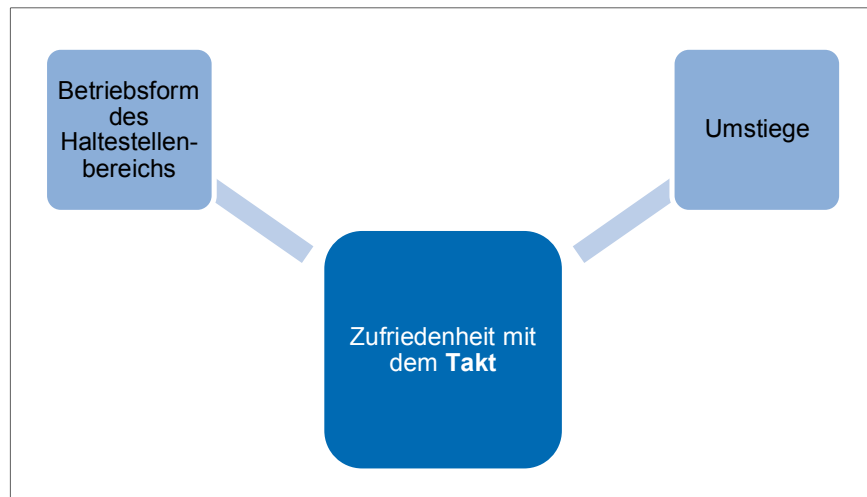 Betriebsform
des
Haltestellen-
bereichs
Umstiege
Zufriedenheit mit
dem Takt